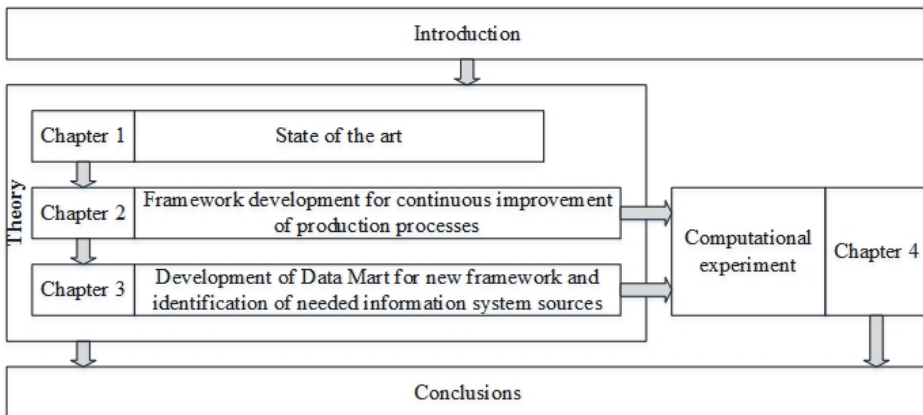 Introduction
Theory
Chapter 1
State of the art
Chapter 2
Framework development for continuous improvement
of production processes
Chapter 3
Development of Data Mart for new framework and
identification of needed information system sources
Computational
experiment
Chapter 4
Conclusions